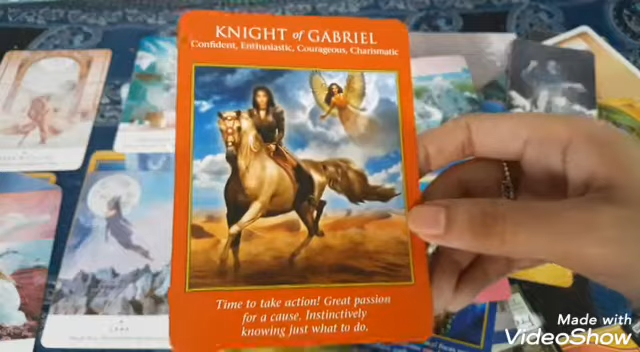 KNIGHT of GABRIEL
Confident, Enthusiastic, Courageous, Charismatic
Time to take action! Great passion
for a cause. Instinctively
knowing just what to do.
Made with
VideoShow